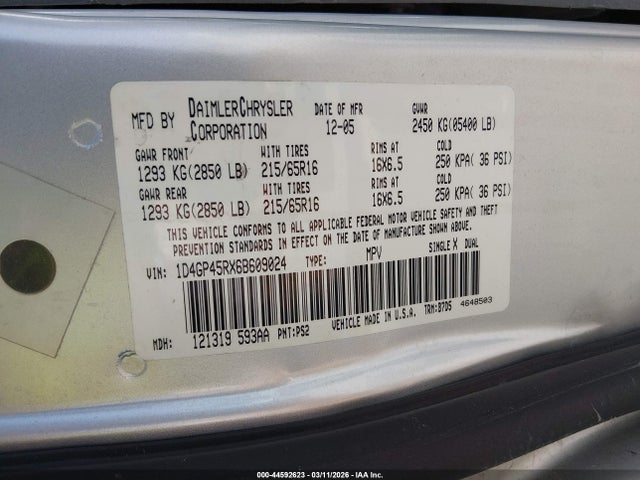 MFD BY DAIMLERCHRYSLER CORPORATION DATE OF MFR 12-05 GVWR 2450 KG(05400 LB)
GAWR FRONT WITH TIRES RIMS AT COLD
1293 KG(2850 LB) 215/65R16 16X6.5 250 KPA( 36 PSI)
GAWR REAR WITH TIRES RIMS AT COLD
1293 KG(2850 LB) 215/65R16 16X6.5 250 KPA( 36 PSI)
THIS VEHICLE CONFORMS TO ALL APPLICABLE FEDERAL MOTOR VEHICLE SAFETY AND THEFT
PREVENTION STANDARDS IN EFFECT ON THE DATE OF MANUFACTURE SHOWN ABOVE.
VIN: 1D4GP45RX6B609024 TYPE: MPV SINGLE X DUAL
MDH: 121319 593AA PNT:PS2 VEHICLE MADE IN U.S.A. TRM:B7D5 4648503
000-44592623 - 03/11/2026 - IAAI, Inc.